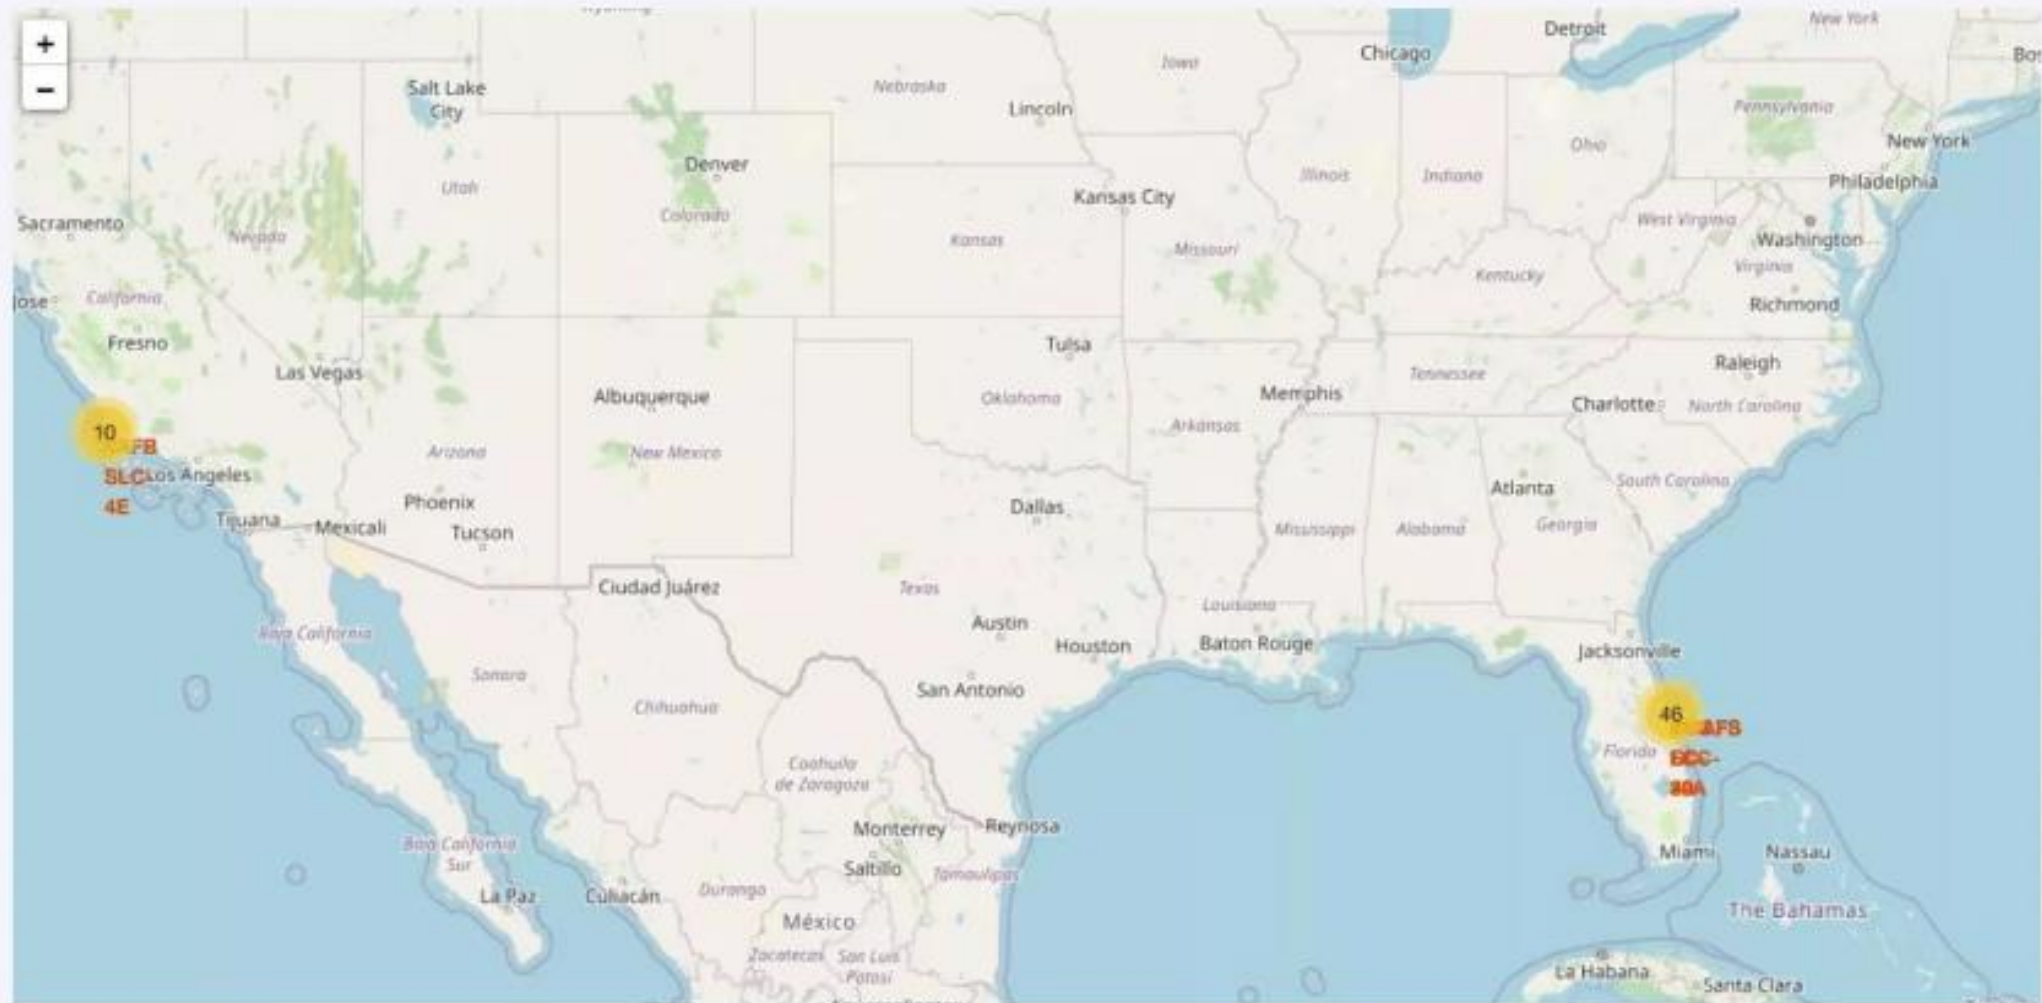 +
−
Detroit
New York
Chicago
Iowa
Salt Lake
City
Nebraska
Lincoln
Pennsylvania
New York
Ohio
Denver
Utah
Colorado
Illinois
Indiana
Philadelphia
Kansas City
Sacramento
Nevada
Kansas
Missouri
West Virginia
Washington
Virginia
Kentucky
Jose
California
Richmond
Fresno
Las Vegas
Tulsa
Raleigh
Tennessee
Albuquerque
Oklahoma
Memphis
Charlotte
North Carolina
Arkansas
10
FB
Arizona
New Mexico
SLC
Los Angeles
4E
Phoenix
Dallas
Atlanta
South Carolina
Tijuana
Mexicali
Tucson
Mississippi
Alabama
Georgia
Ciudad Juárez
Texas
Louisiana
Austin
Baja California
Houston
Baton Rouge
Jacksonville
Sonora
San Antonio
Chihuahua
46
AFS
Florida
Coahuila
de Zaragoza
Monterrey
Reynosa
Baja California
Sur
Miami
Nassau
Saltillo
Tamaulipas
La Paz
Culiacán
Durango
México
The Bahamas
Zacatecas
San Luis
Potosí
La Habana
Santa Clara